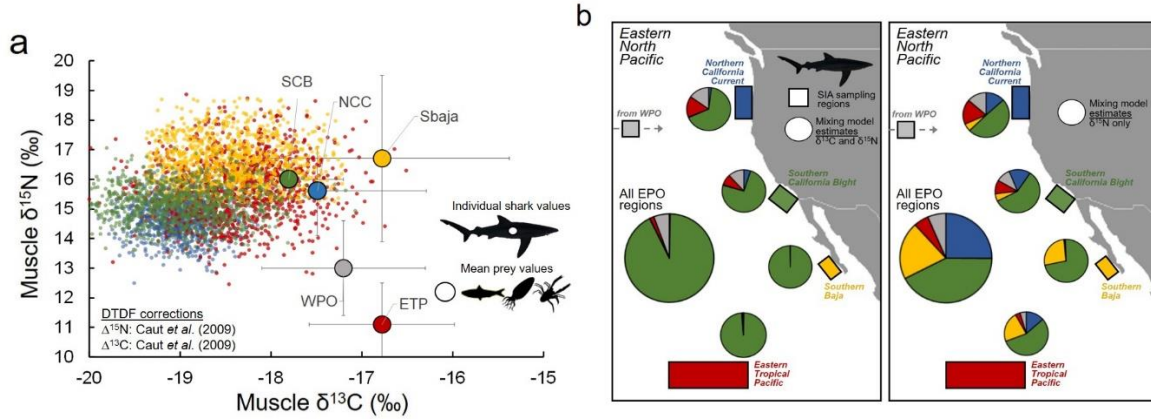 a
20
19
18
17
16
15
14
13
12
11
10
-20
-19
-18
-17
-16
-15
Muscle δ15N (‰)
Muscle δ13C (‰)
SCB
NCC
Sbaja
WPO
ETP
Individual shark values
Mean prey values
DTDF corrections
Δ15N: Caut et al. (2009)
Δ13C: Caut et al. (2009)
b
Eastern
North
Pacific
Northern
California
Current
SIA sampling
regions
Mixing model
estimates
δ13C and δ15N
from WPO
Southern
California Bight
All EPO
regions
Southern
Baja
Eastern
Tropical
Pacific
Eastern
North
Pacific
Northern
California
Current
Mixing model
estimates
δ15N only
from WPO
Southern
California Bight
All EPO
regions
Southern
Baja
Eastern
Tropical
Pacific